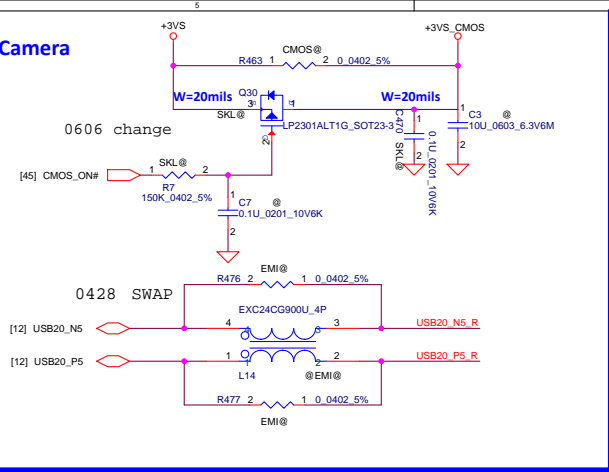 5
+3VS
+3VS_CMOS
Camera
CMOS@
R463 1 2 0_0402_5%
W=20mils
Q30
W=20mils
3 1
SKL@
LP2301ALT1G_SOT23-3
2
C470
SKL@
0.1U_0201_10V6K
1
2
C3 @
10U_0603_6.3V6M
1
2
0606 change
SKL@
[45] CMOS_ON# 1 2
R7
150K_0402_5%
1
C7 @
0.1U_0201_10V6K
2
EMI@
R476 2 1 0_0402_5%
0428 SWAP
EXC24CG900U_4P
[12] USB20_N5 4 3 USB20_N5_R
[12] USB20_P5 1 2 USB20_P5_R
L14 @EMI@
R477 2 1 0_0402_5%
EMI@